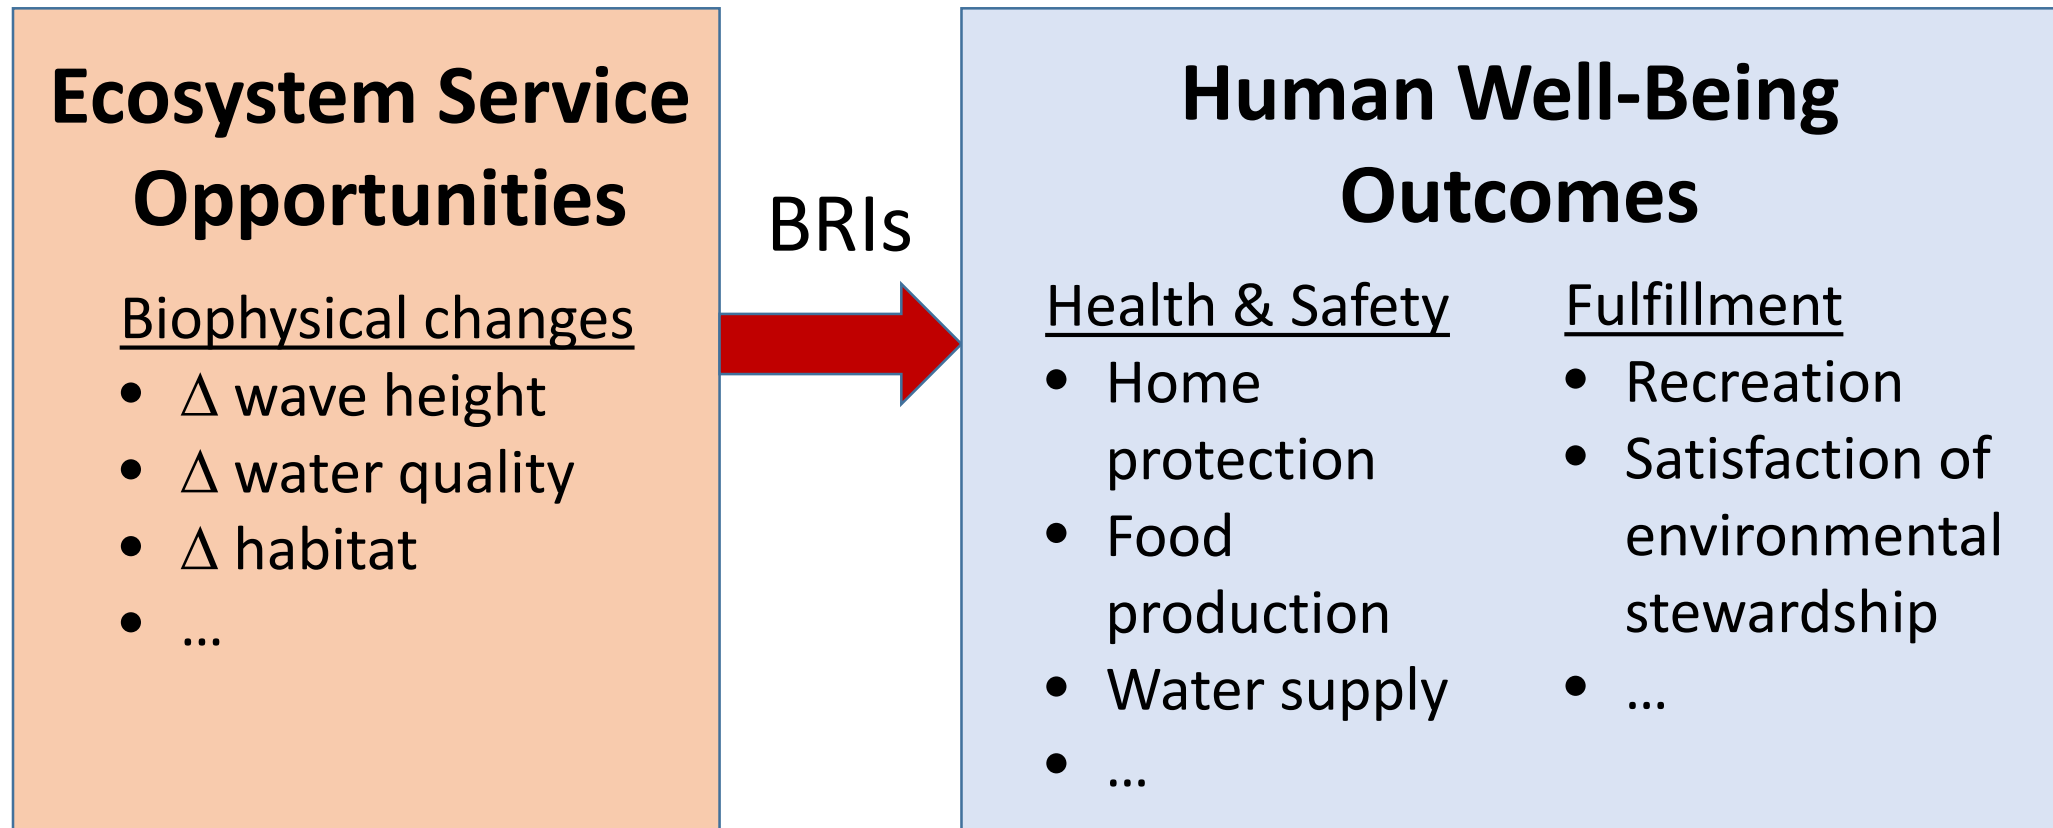 Ecosystem Service
Opportunities
Biophysical changes
• Δ wave height
• Δ water quality
• Δ habitat
• …
BRIs
Human Well-Being
Outcomes
Health & Safety
• Home
protection
• Food
production
• Water supply
• …
Fulfillment
• Recreation
• Satisfaction of
environmental
stewardship
• …